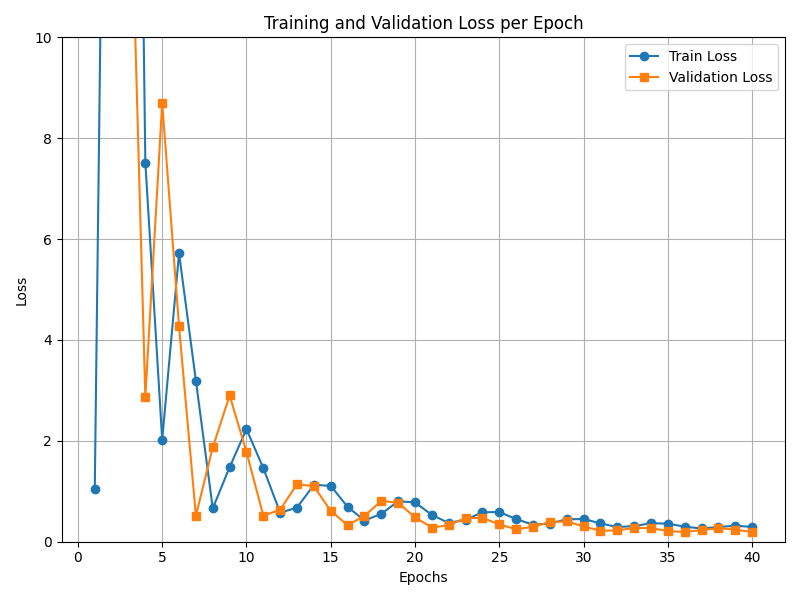 Training and Validation Loss per Epoch
Train Loss
Validation Loss
10
8
6
4
2
0
Loss
0 5 10 15 20 25 30 35 40
Epochs